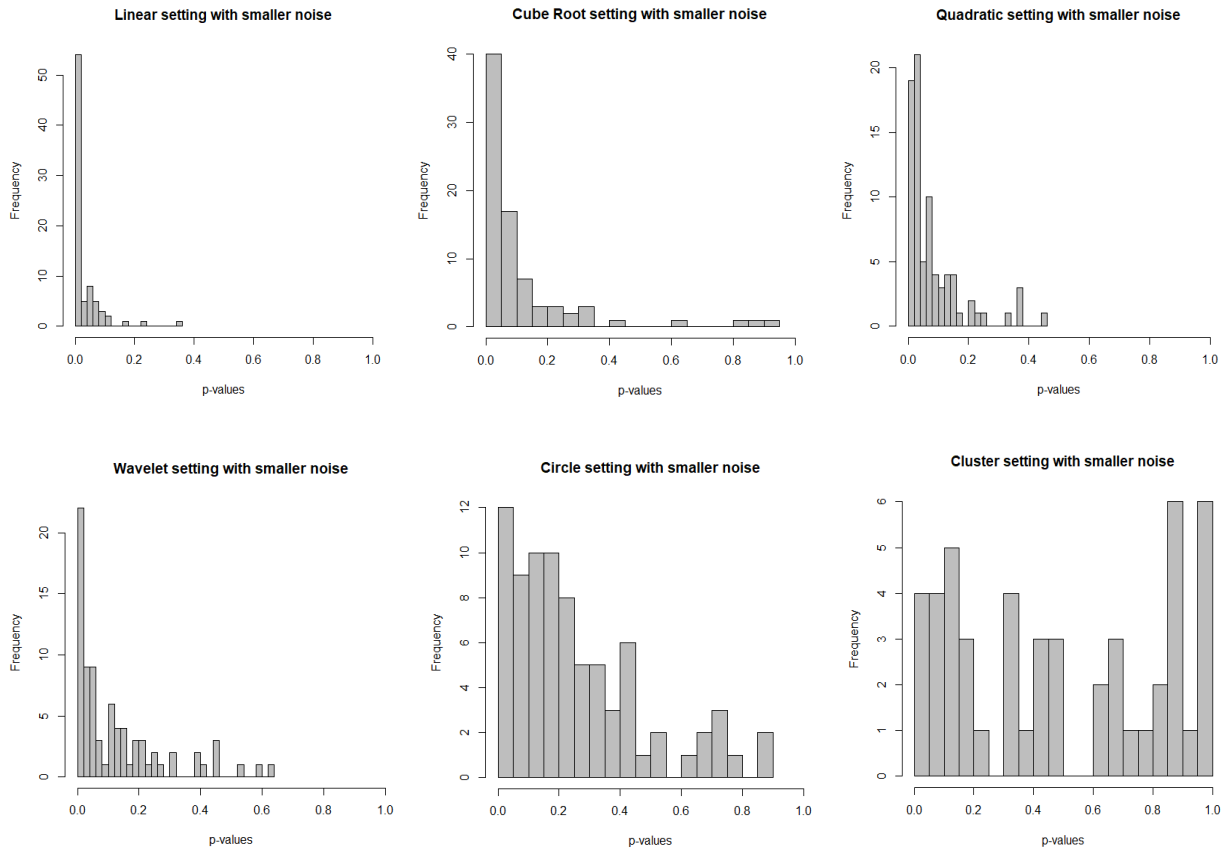 Linear setting with smaller noise
Frequency
0 10 20 30 40 50
0.0 0.2 0.4 0.6 0.8 1.0
p-values
Cube Root setting with smaller noise
Frequency
0 10 20 30 40
0.0 0.2 0.4 0.6 0.8 1.0
p-values
Quadratic setting with smaller noise
Frequency
0 5 10 15 20
0.0 0.2 0.4 0.6 0.8 1.0
p-values
Wavelet setting with smaller noise
Frequency
0 5 10 15 20
0.0 0.2 0.4 0.6 0.8 1.0
p-values
Circle setting with smaller noise
Frequency
0 2 4 6 8 10 12
0.0 0.2 0.4 0.6 0.8 1.0
p-values
Cluster setting with smaller noise
Frequency
0 1 2 3 4 5 6
0.0 0.2 0.4 0.6 0.8 1.0
p-values